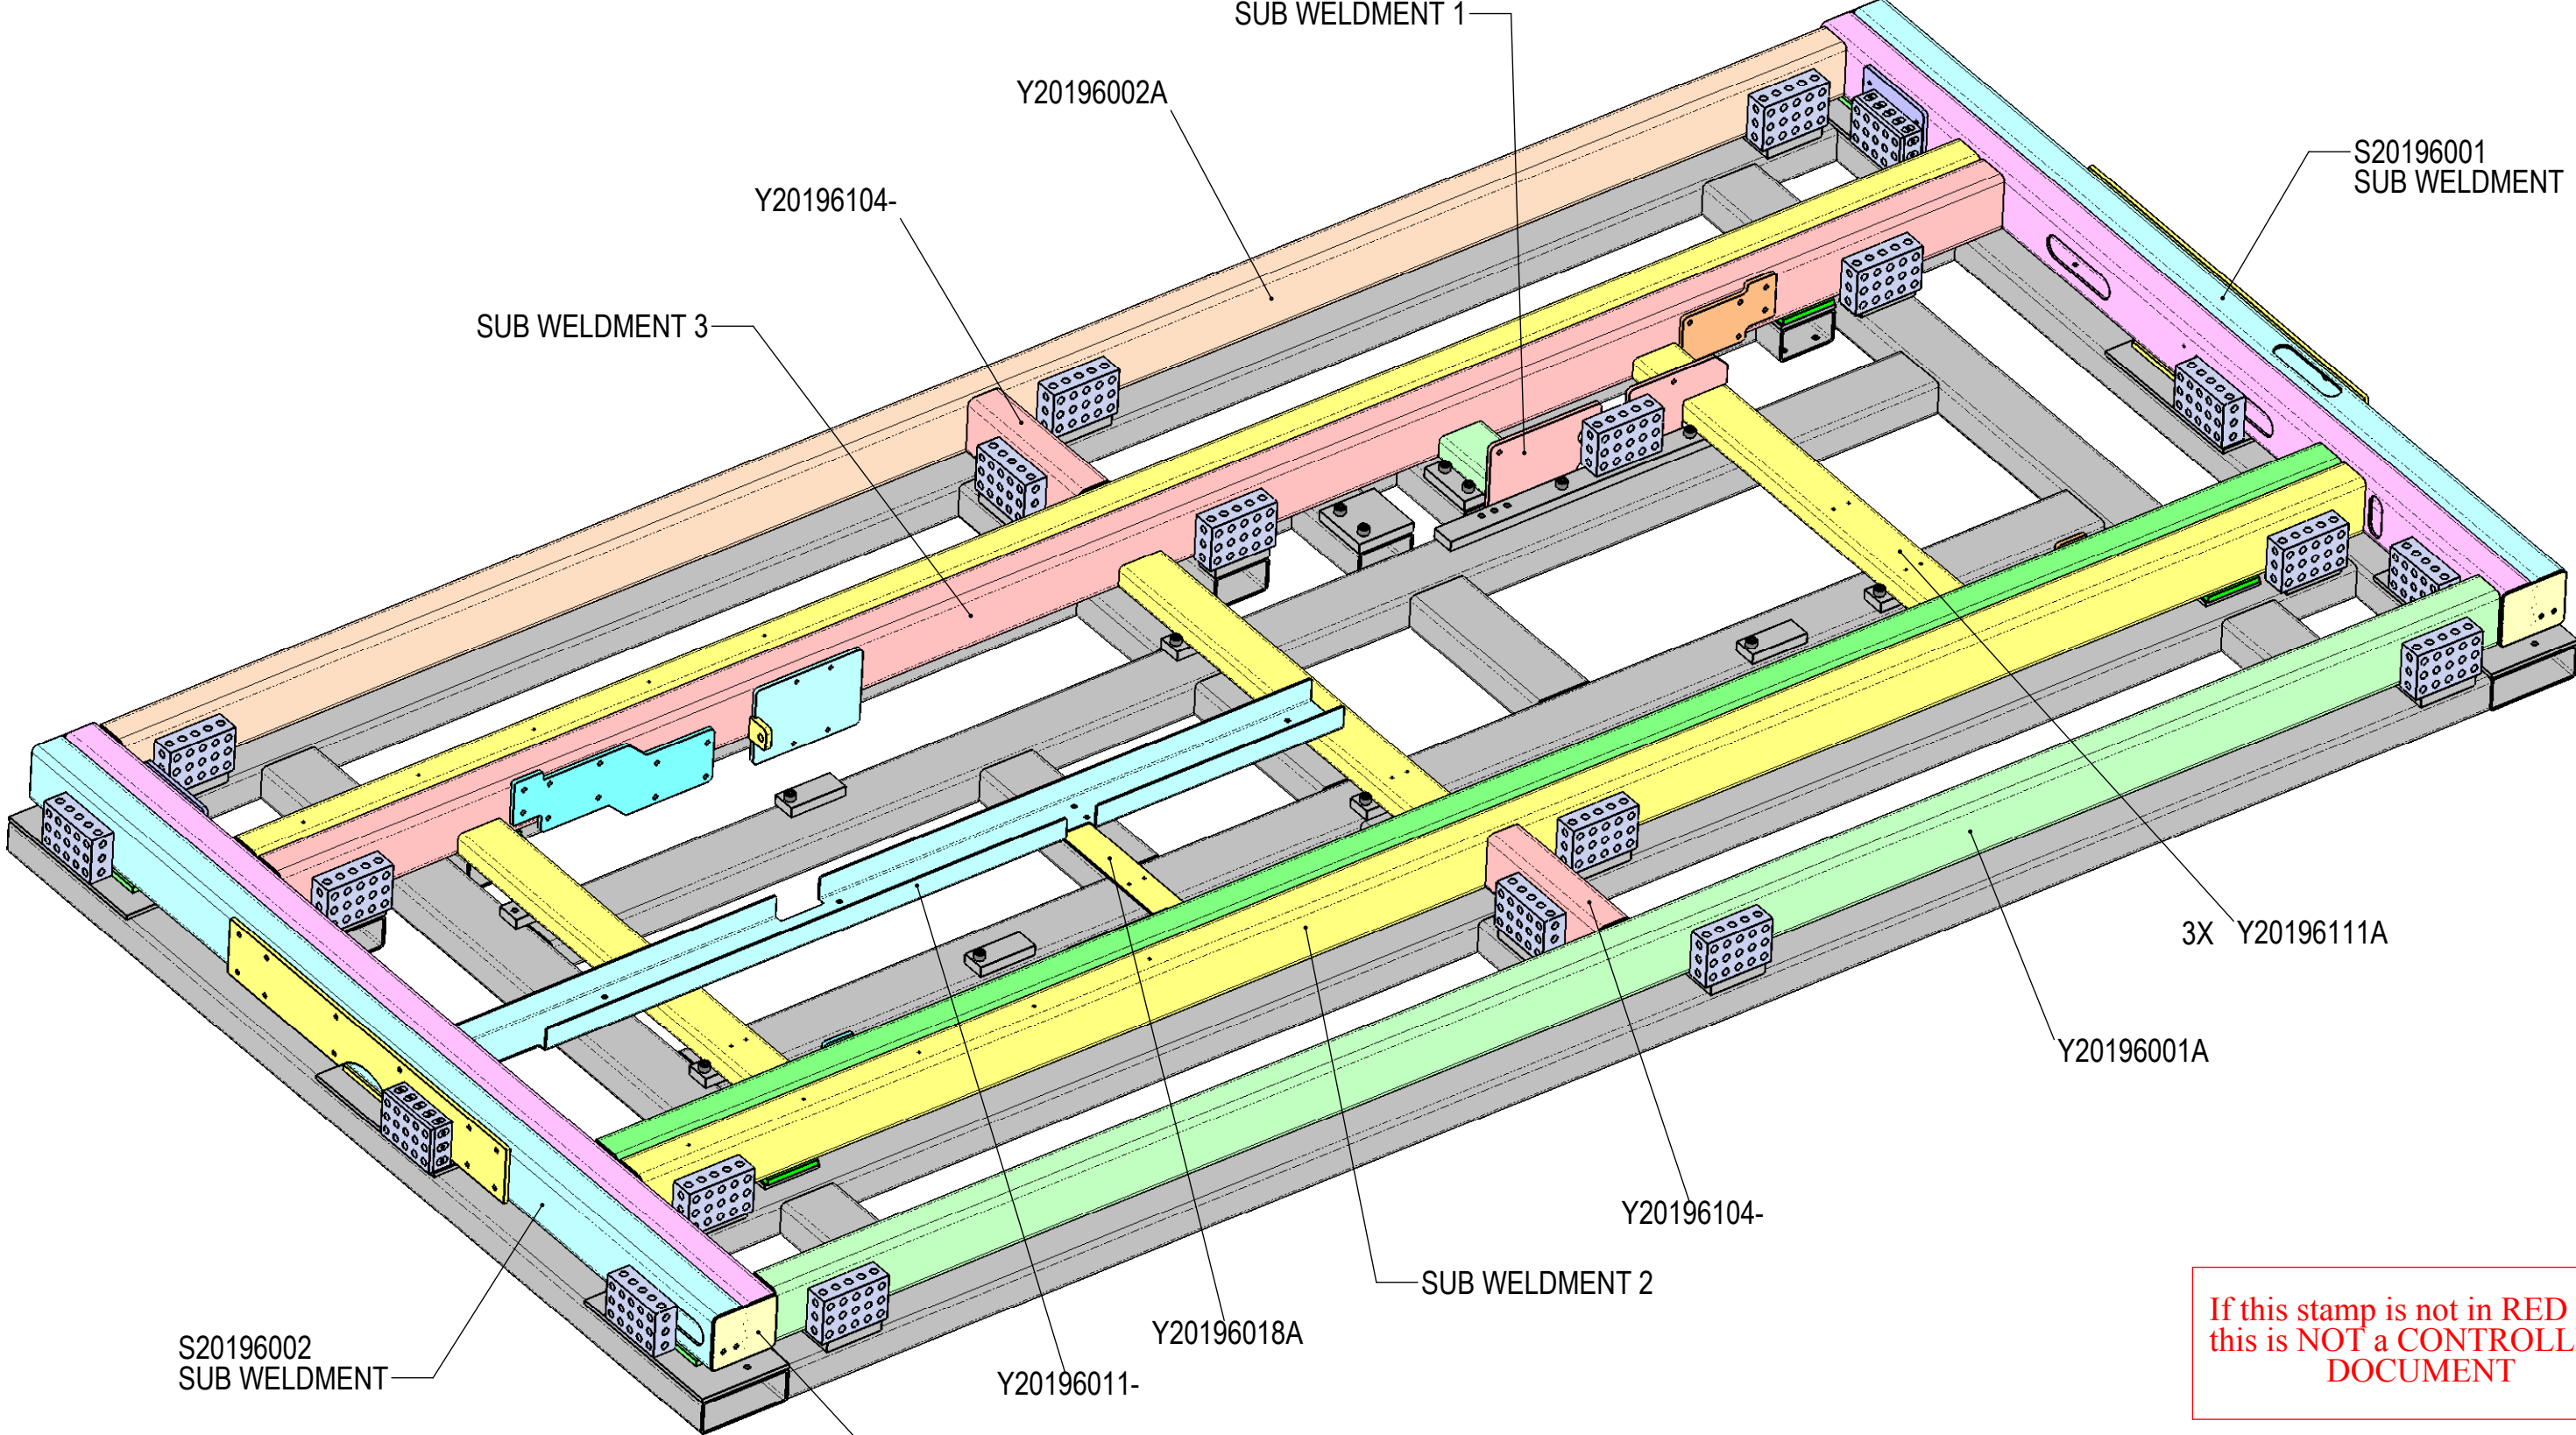 SUB WELDMENT 1
Y20196002A
S20196001
SUB WELDMENT
Y20196104-
SUB WELDMENT 3
3X Y20196111A
Y20196001A
Y20196104-
SUB WELDMENT 2
Y20196018A
Y20196011-
S20196002
SUB WELDMENT
If this stamp is not in RED
this is NOT a CONTROLL
DOCUMENT